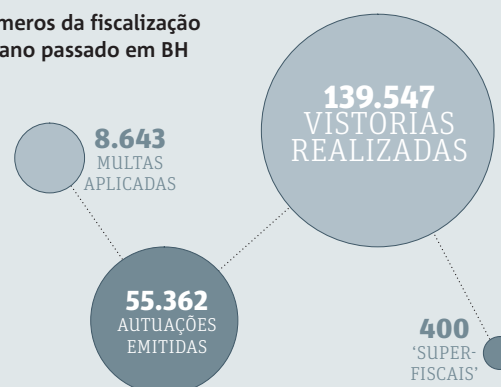 meros da fiscalização
ano passado em BH
139.547
VISTORIAS
REALIZADAS
8.643
MULTAS
APLICADAS
55.362
AUTUAÇÕES
EMITIDAS
400
‘SUPER-
FISCAIS’